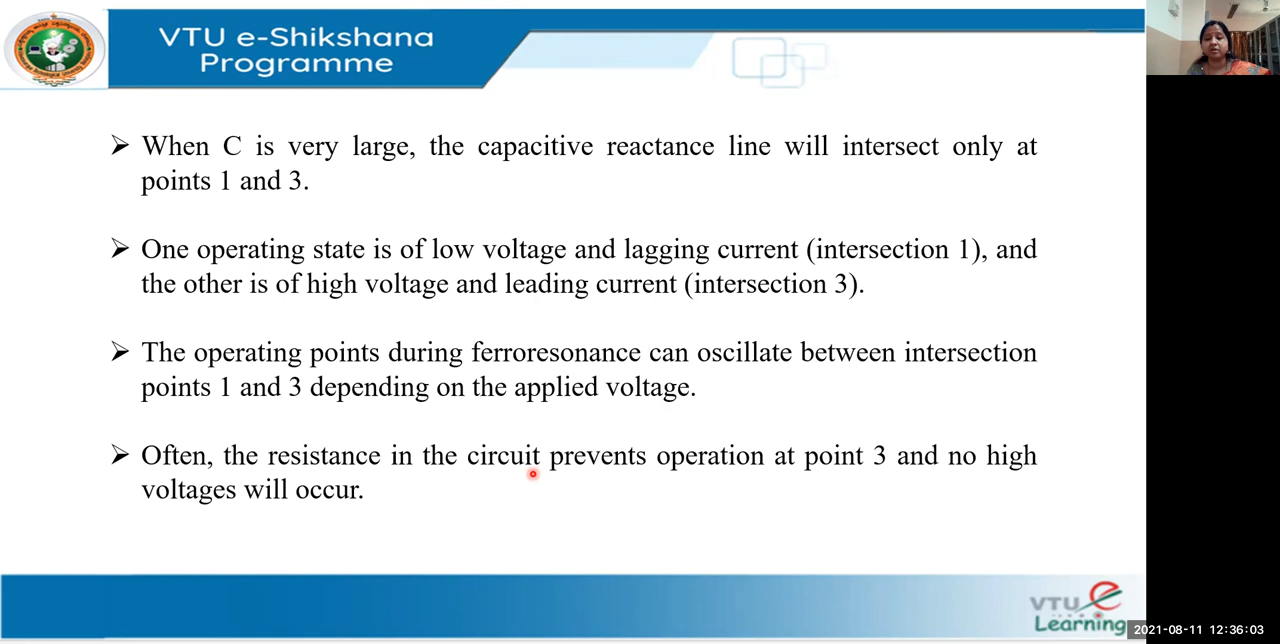 VTU e-Shikshana
Programme
➢ When C is very large, the capacitive reactance line will intersect only at
points 1 and 3.
➢ One operating state is of low voltage and lagging current (intersection 1), and
the other is of high voltage and leading current (intersection 3).
➢ The operating points during ferroresonance can oscillate between intersection
points 1 and 3 depending on the applied voltage.
➢ Often, the resistance in the circuit prevents operation at point 3 and no high
voltages will occur.
VTU e
Learning
2021-08-11 12:36:03